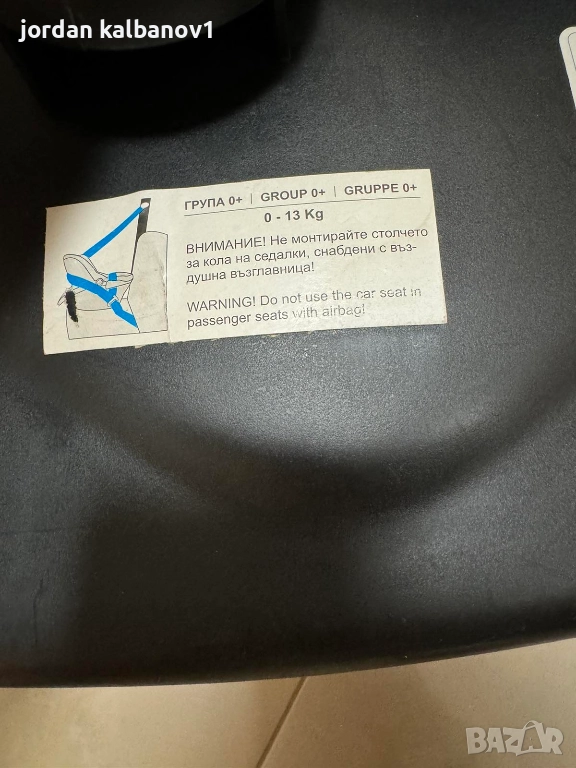 jordan kalbanov1
ГРУПА 0+ | GROUP 0+ | GRUPPE 0+
0 - 13 Kg
ВНИМАНИЕ! Не монтирайте столчето
за кола на седалки, снабдени с въз-
душна възглавница!
WARNING! Do not use the car seat in
passenger seats with airbag!
BAZAR